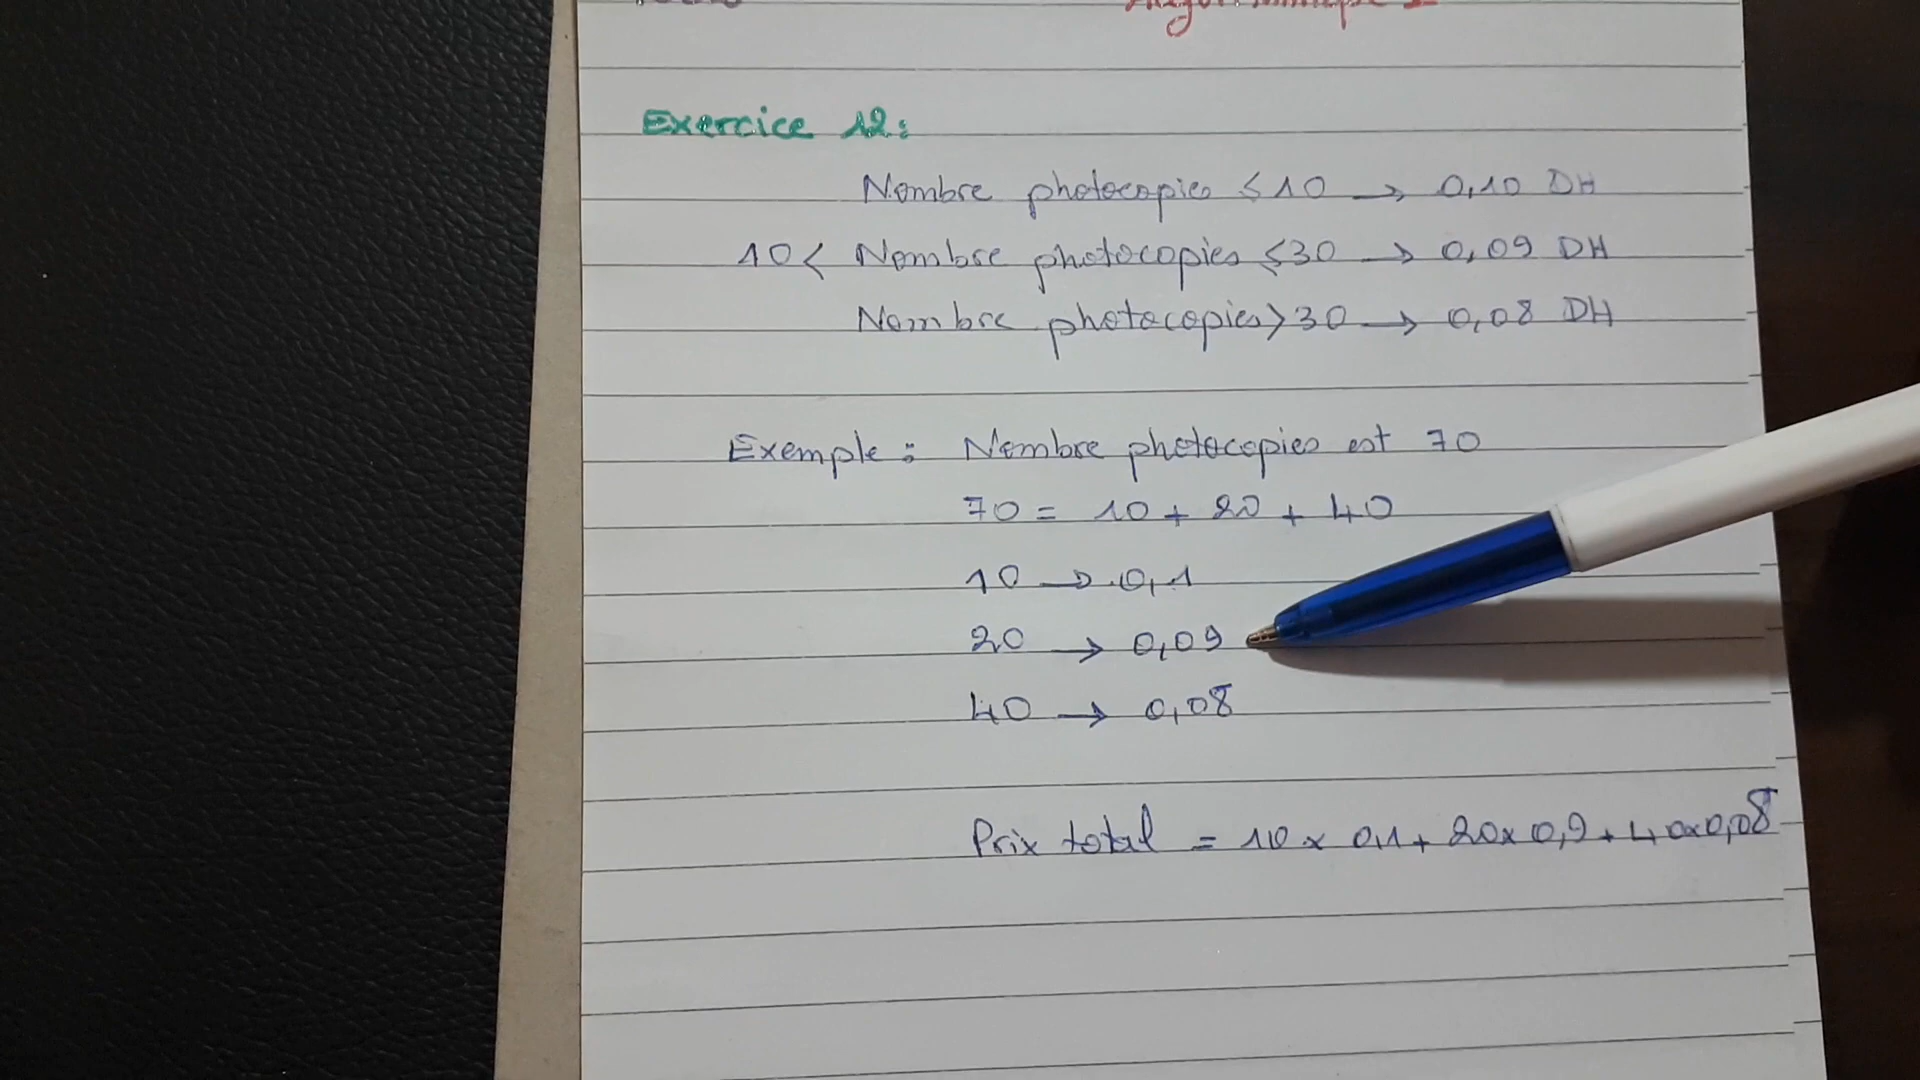 Exercice 12:
Nombre photocopies ≤ 10 → 0,10 DH
10 < Nombre photocopies ≤ 30 → 0,09 DH
Nombre photocopies > 30 → 0,08 DH
Exemple : Nombre photocopies est 70
70 = 10 + 20 + 40
10 → 0,1
20 → 0,09
40 → 0,08
Prix total = 10 x 0,1 + 20 x 0,9 + 40x0,08